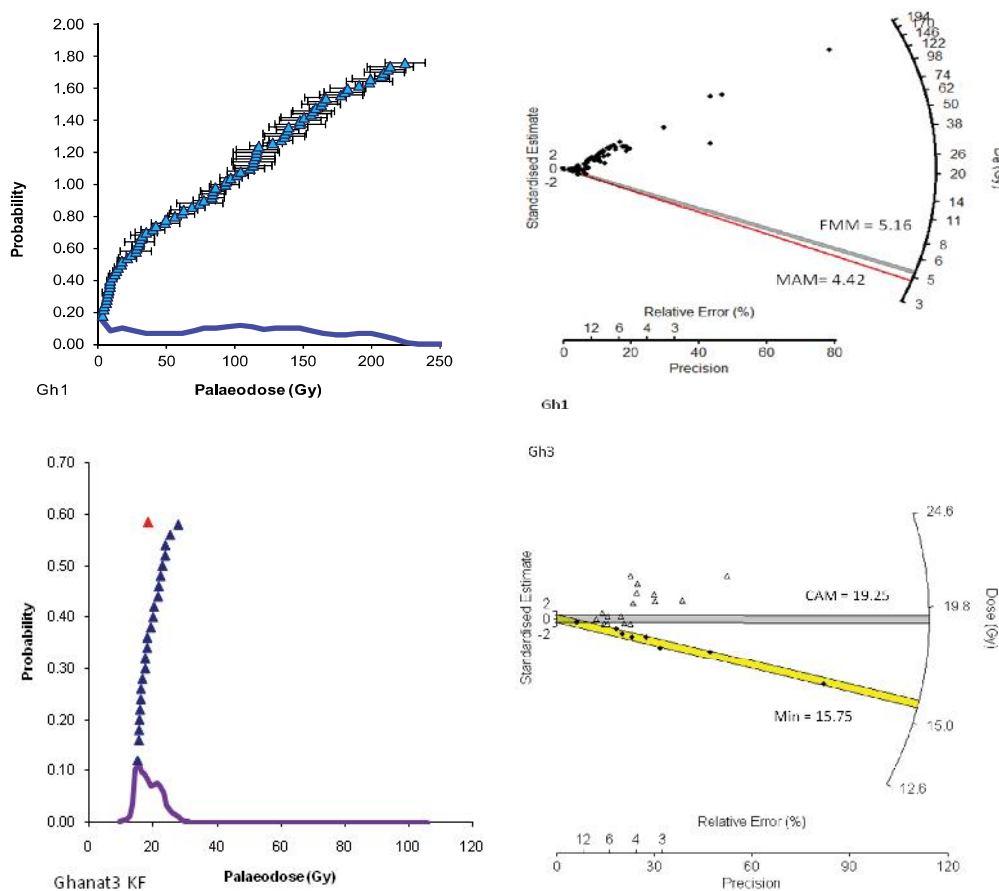 2.00
1.80
1.60
1.40
1.20
1.00
0.80
0.60
0.40
0.20
0.00
Probability
0 50 100 150 200 250
Gh1 Palaeodose (Gy)
194
170
146
122
98
74
62
50
38
26
20
14
11
8
6
5
3
De (Gy)
Standardised Estimate
2
0
-2
FMM = 5.16
MAM= 4.42
Relative Error (%)
12 6 4 3
0 20 40 60 80
Precision
Gh1
0.70
0.60
0.50
0.40
0.30
0.20
0.10
0.00
Probability
0 20 40 60 80 100 120
Ghanat3 KF Palaeodose (Gy)
Gh3
24.6
19.8
15.0
12.6
Dose (Gy)
Standardised Estimate
2
0
-2
CAM = 19.25
Min = 15.75
Relative Error (%)
12 6 4 3
0 30 60 90 120
Precision